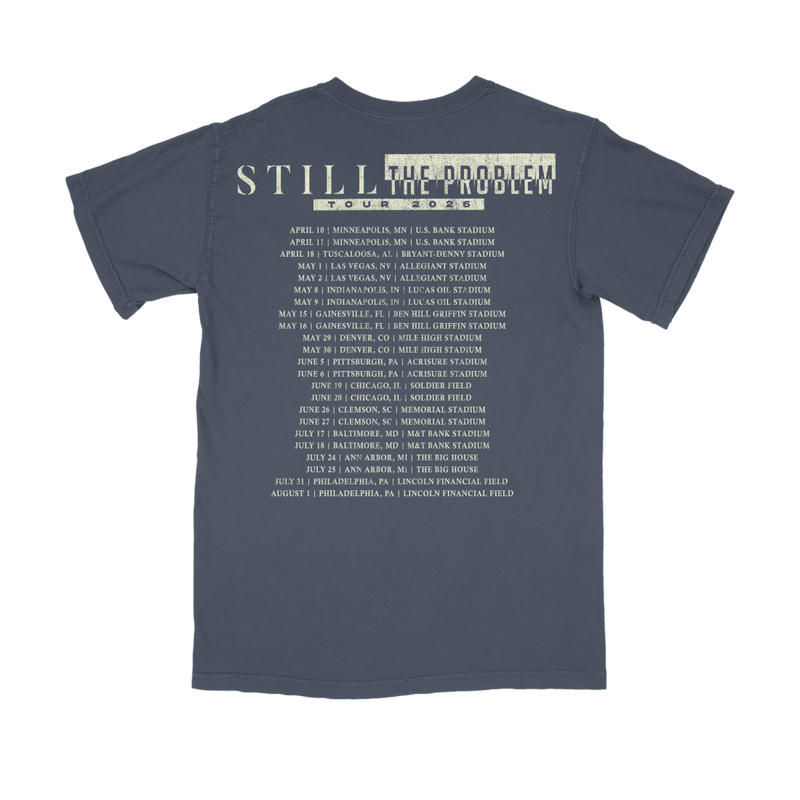 STILL THE PROBLEM
TOUR 2026
APRIL 10 | MINNEAPOLIS, MN | U.S. BANK STADIUM
APRIL 11 | MINNEAPOLIS, MN | U.S. BANK STADIUM
APRIL 18 | TUSCALOOSA, AL | BRYANT-DENNY STADIUM
MAY 1 | LAS VEGAS, NV | ALLEGIANT STADIUM
MAY 2 | LAS VEGAS, NV | ALLEGIANT STADIUM
MAY 8 | INDIANAPOLIS, IN | LUCAS OIL STADIUM
MAY 9 | INDIANAPOLIS, IN | LUCAS OIL STADIUM
MAY 15 | GAINESVILLE, FL | BEN HILL GRIFFIN STADIUM
MAY 16 | GAINESVILLE, FL | BEN HILL GRIFFIN STADIUM
MAY 29 | DENVER, CO | MILE HIGH STADIUM
MAY 30 | DENVER, CO | MILE HIGH STADIUM
JUNE 5 | PITTSBURGH, PA | ACRISURE STADIUM
JUNE 6 | PITTSBURGH, PA | ACRISURE STADIUM
JUNE 19 | CHICAGO, IL | SOLDIER FIELD
JUNE 20 | CHICAGO, IL | SOLDIER FIELD
JUNE 26 | CLEMSON, SC | MEMORIAL STADIUM
JUNE 27 | CLEMSON, SC | MEMORIAL STADIUM
JULY 17 | BALTIMORE, MD | M&T BANK STADIUM
JULY 18 | BALTIMORE, MD | M&T BANK STADIUM
JULY 24 | ANN ARBOR, MI | THE BIG HOUSE
JULY 25 | ANN ARBOR, MI | THE BIG HOUSE
JULY 31 | PHILADELPHIA, PA | LINCOLN FINANCIAL FIELD
AUGUST 1 | PHILADELPHIA, PA | LINCOLN FINANCIAL FIELD